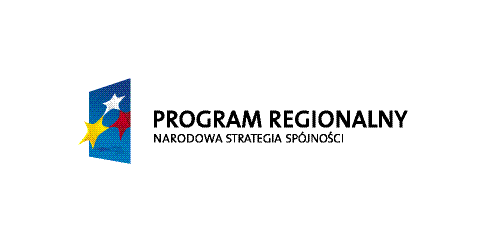 PROGRAM REGIONALNY
NARODOWA STRATEGIA SPÓJNOŚCI